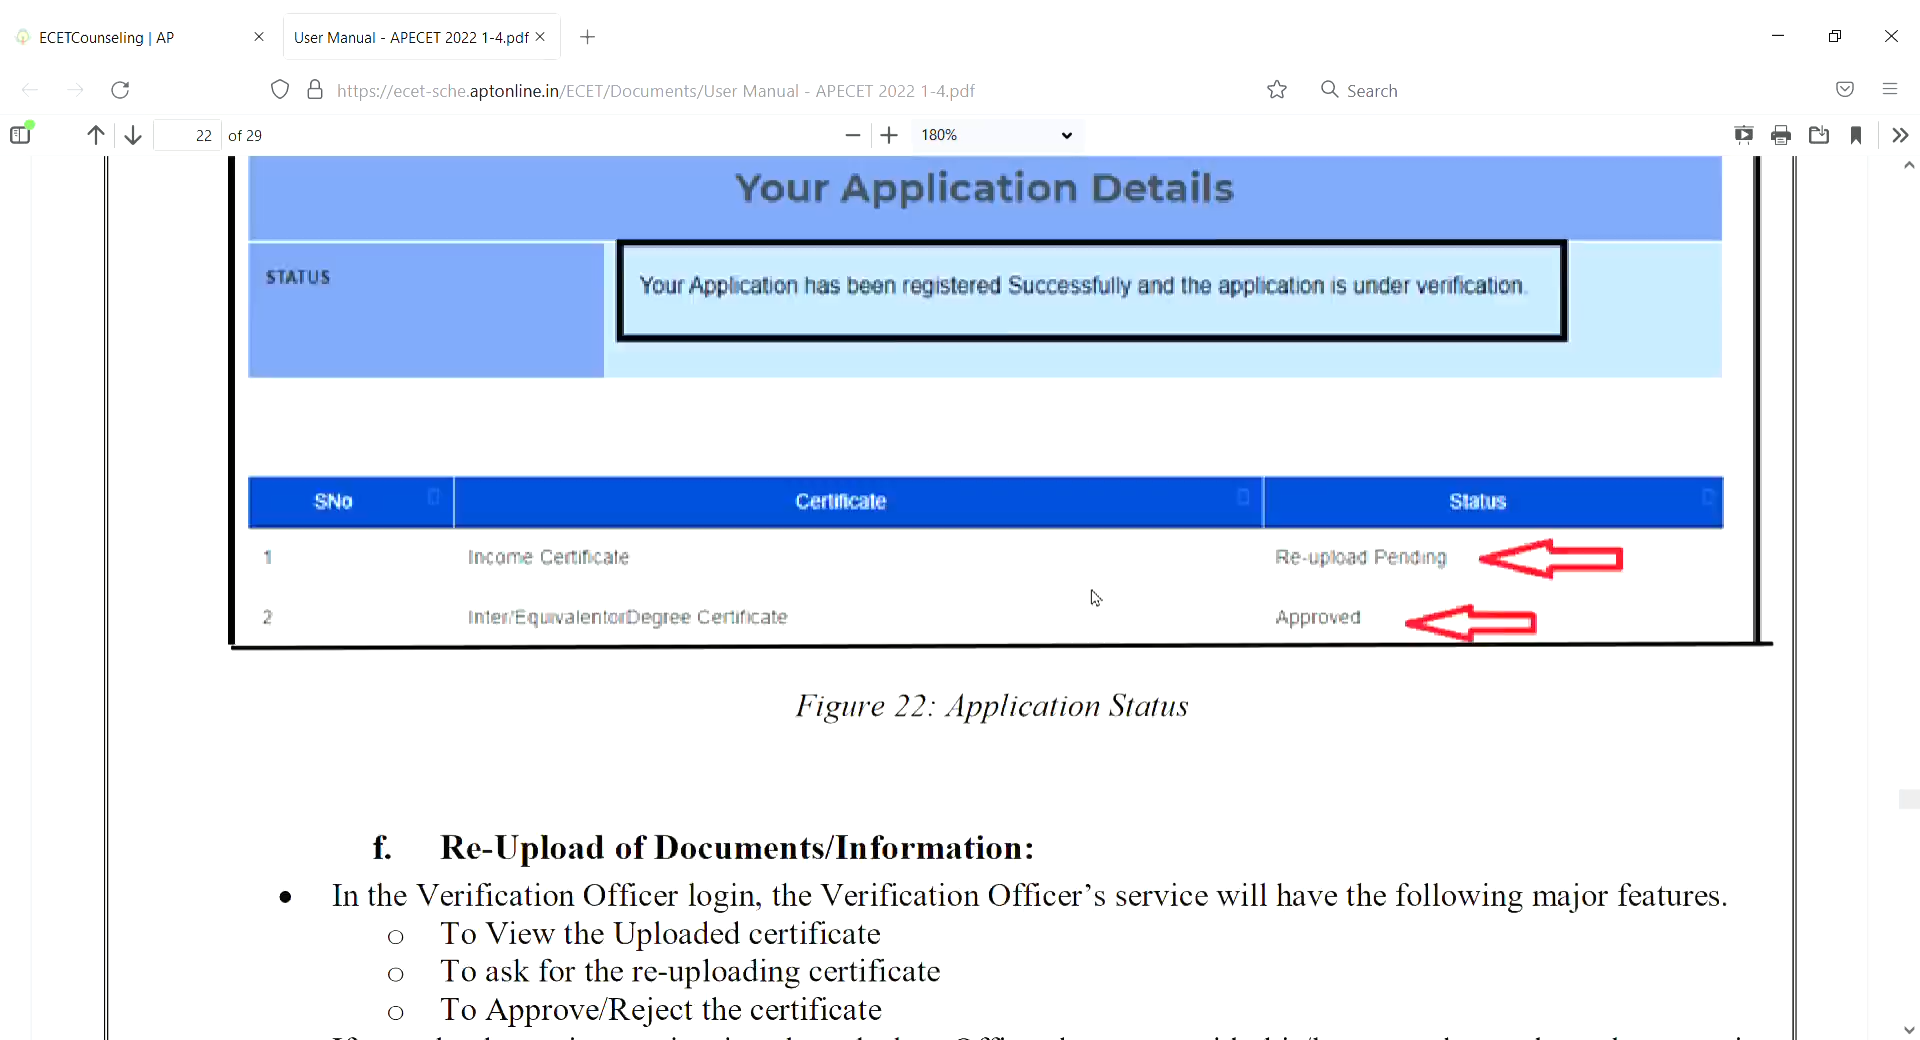 ECETCounseling | AP
User Manual - APECET 2022 1-4.pdf
https://ecet-sche.aptonline.in/ECET/Documents/User Manual - APECET 2022 1-4.pdf
Search
22 of 29
180%
Your Application Details
STATUS
Your Application has been registered Successfully and the application is under verification.
SNo Certificate Status
1 Income Certificate Re-upload Pending
2 Inter/EquivalentorDegree Certificate Approved
Figure 22: Application Status
f. Re-Upload of Documents/Information:
• In the Verification Officer login, the Verification Officer’s service will have the following major features.
o To View the Uploaded certificate
o To ask for the re-uploading certificate
o To Approve/Reject the certificate